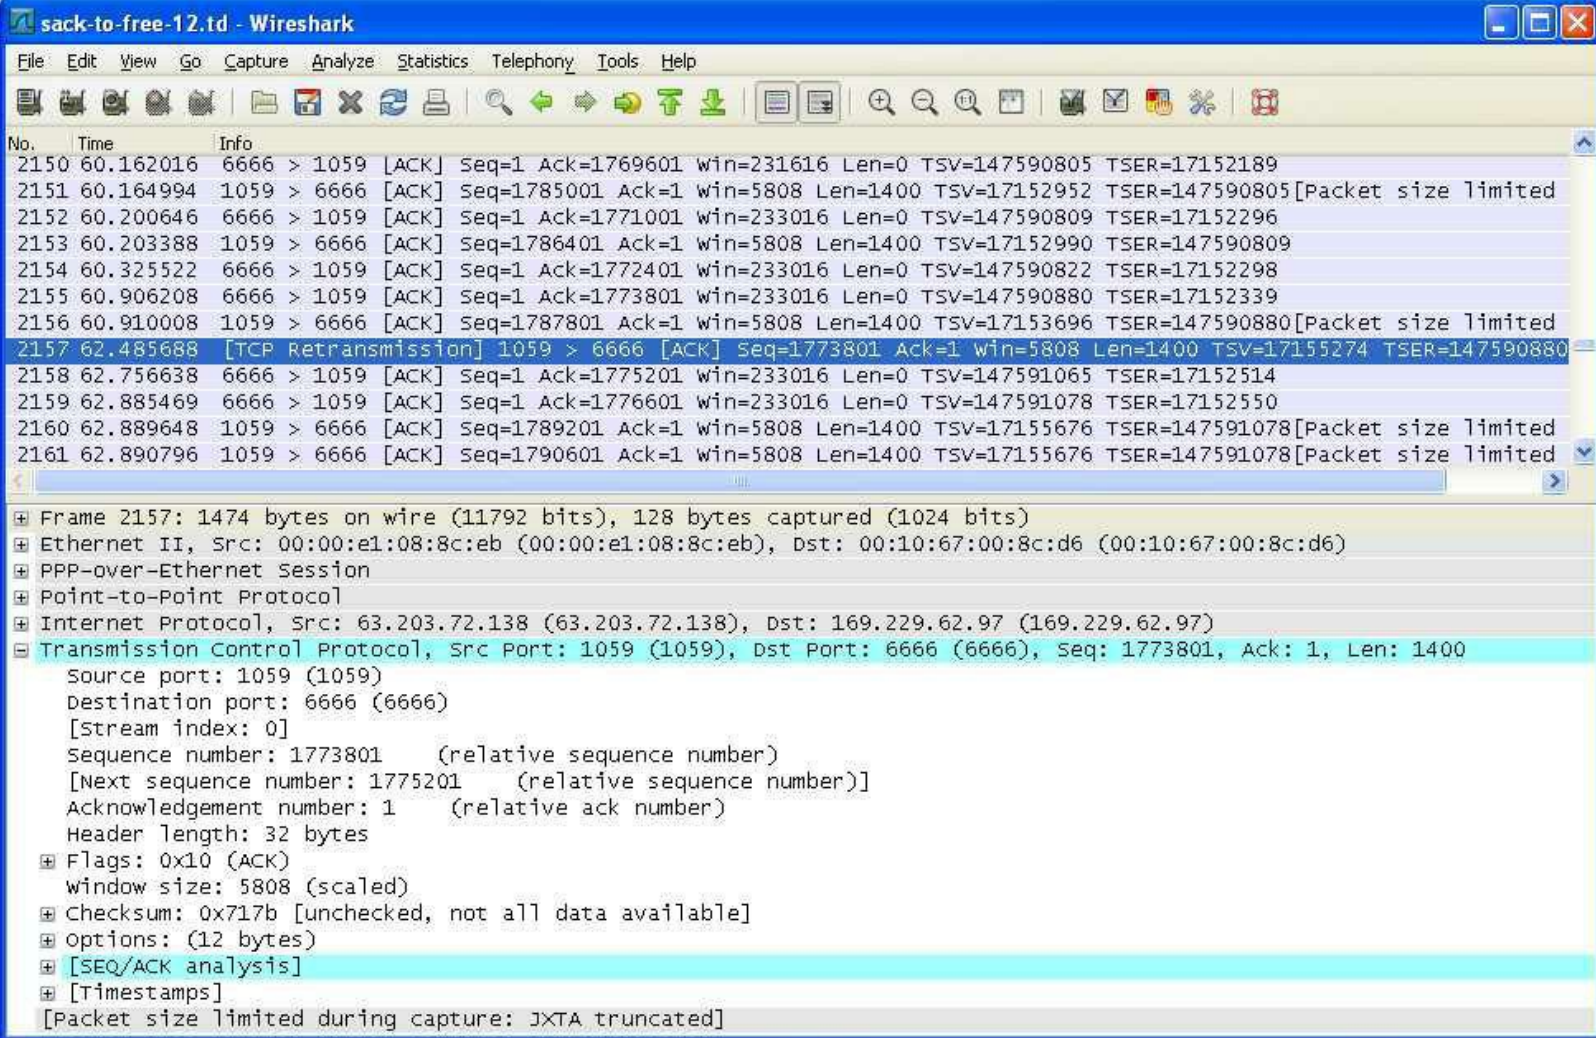 sack-to-free-12.td - Wireshark
File Edit View Go Capture Analyze Statistics Telephony Tools Help
No. Time Info
2150 60.162016 6666 > 1059 [ACK] Seq=1 Ack=1769601 Win=231616 Len=0 TSV=147590805 TSER=17152189
2151 60.164994 1059 > 6666 [ACK] Seq=1785001 Ack=1 Win=5808 Len=1400 TSV=17152952 TSER=147590805[Packet size limited
2152 60.200646 6666 > 1059 [ACK] Seq=1 Ack=1771001 Win=233016 Len=0 TSV=147590809 TSER=17152296
2153 60.203388 1059 > 6666 [ACK] Seq=1786401 Ack=1 Win=5808 Len=1400 TSV=17152990 TSER=147590809
2154 60.325522 6666 > 1059 [ACK] Seq=1 Ack=1772401 Win=233016 Len=0 TSV=147590822 TSER=17152298
2155 60.906208 6666 > 1059 [ACK] Seq=1 Ack=1773801 Win=233016 Len=0 TSV=147590880 TSER=17152339
2156 60.910008 1059 > 6666 [ACK] Seq=1787801 Ack=1 Win=5808 Len=1400 TSV=17153696 TSER=147590880[Packet size limited
2157 62.485688 [TCP Retransmission] 1059 > 6666 [ACK] Seq=1773801 Ack=1 Win=5808 Len=1400 TSV=17155274 TSER=147590880
2158 62.756638 6666 > 1059 [ACK] Seq=1 Ack=1775201 Win=233016 Len=0 TSV=147591065 TSER=17152514
2159 62.885469 6666 > 1059 [ACK] Seq=1 Ack=1776601 Win=233016 Len=0 TSV=147591078 TSER=17152550
2160 62.889648 1059 > 6666 [ACK] Seq=1789201 Ack=1 Win=5808 Len=1400 TSV=17155676 TSER=147591078[Packet size limited
2161 62.890796 1059 > 6666 [ACK] Seq=1790601 Ack=1 Win=5808 Len=1400 TSV=17155676 TSER=147591078[Packet size limited
Frame 2157: 1474 bytes on wire (11792 bits), 128 bytes captured (1024 bits)
Ethernet II, Src: 00:00:e1:08:8c:eb (00:00:e1:08:8c:eb), Dst: 00:10:67:00:8c:d6 (00:10:67:00:8c:d6)
PPP-over-Ethernet Session
Point-to-Point Protocol
Internet Protocol, Src: 63.203.72.138 (63.203.72.138), Dst: 169.229.62.97 (169.229.62.97)
Transmission Control Protocol, Src Port: 1059 (1059), Dst Port: 6666 (6666), Seq: 1773801, Ack: 1, Len: 1400
Source port: 1059 (1059)
Destination port: 6666 (6666)
[Stream index: 0]
Sequence number: 1773801 (relative sequence number)
[Next sequence number: 1775201 (relative sequence number)]
Acknowledgement number: 1 (relative ack number)
Header length: 32 bytes
Flags: 0x10 (ACK)
Window size: 5808 (scaled)
Checksum: 0x717b [unchecked, not all data available]
Options: (12 bytes)
[SEQ/ACK analysis]
[Timestamps]
[Packet size limited during capture: JXTA truncated]